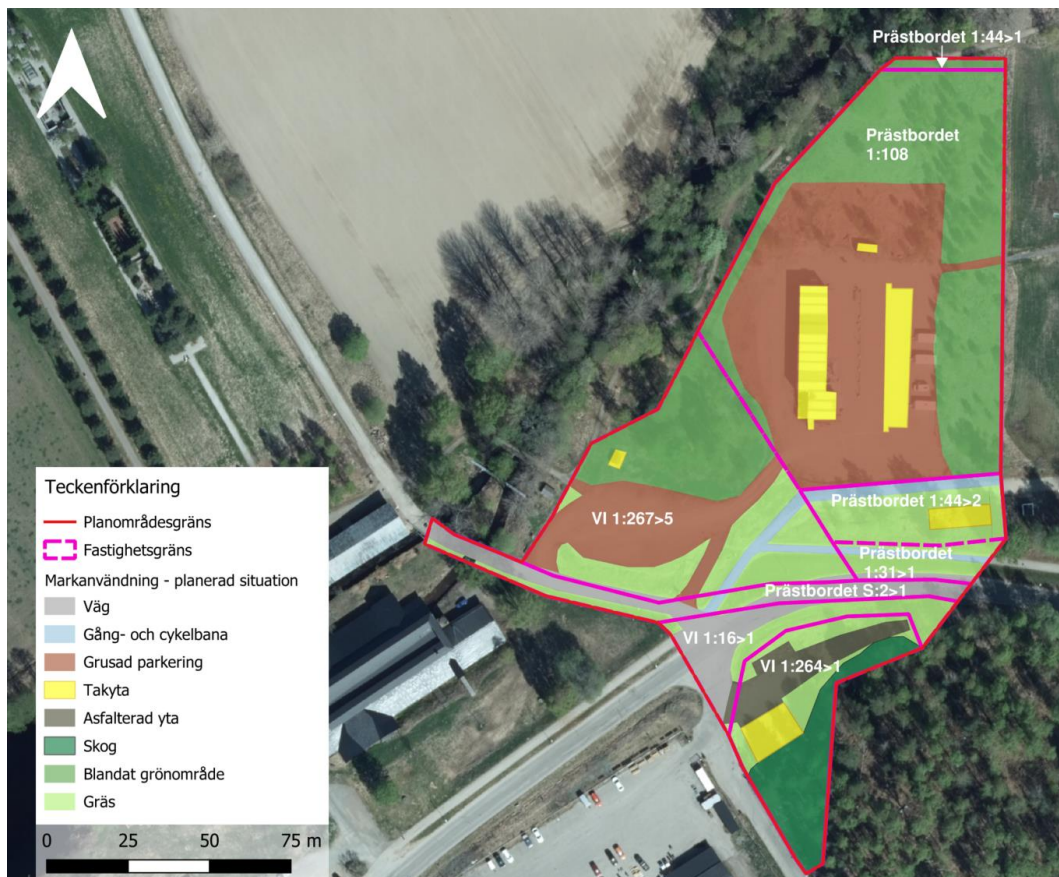 Prästbordet 1:44>1
Prästbordet
1:108
Prästbordet 1:44>2
VI 1:267>5
Prästbordet
1:31>1
Prästbordet S:2>1
VI 1:16>1
VI 1:264>1
Teckenförklaring
Planområdesgräns
Fastighetsgräns
Markanvändning - planerad situation
Väg
Gång- och cykelbana
Grusad parkering
Takyta
Asfalterad yta
Skog
Blandat grönområde
Gräs
0 25 50 75 m